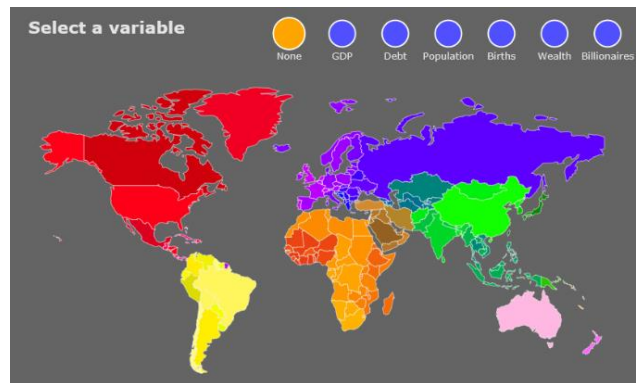 Select a variable
None GDP Debt Population Births Wealth Billionaires